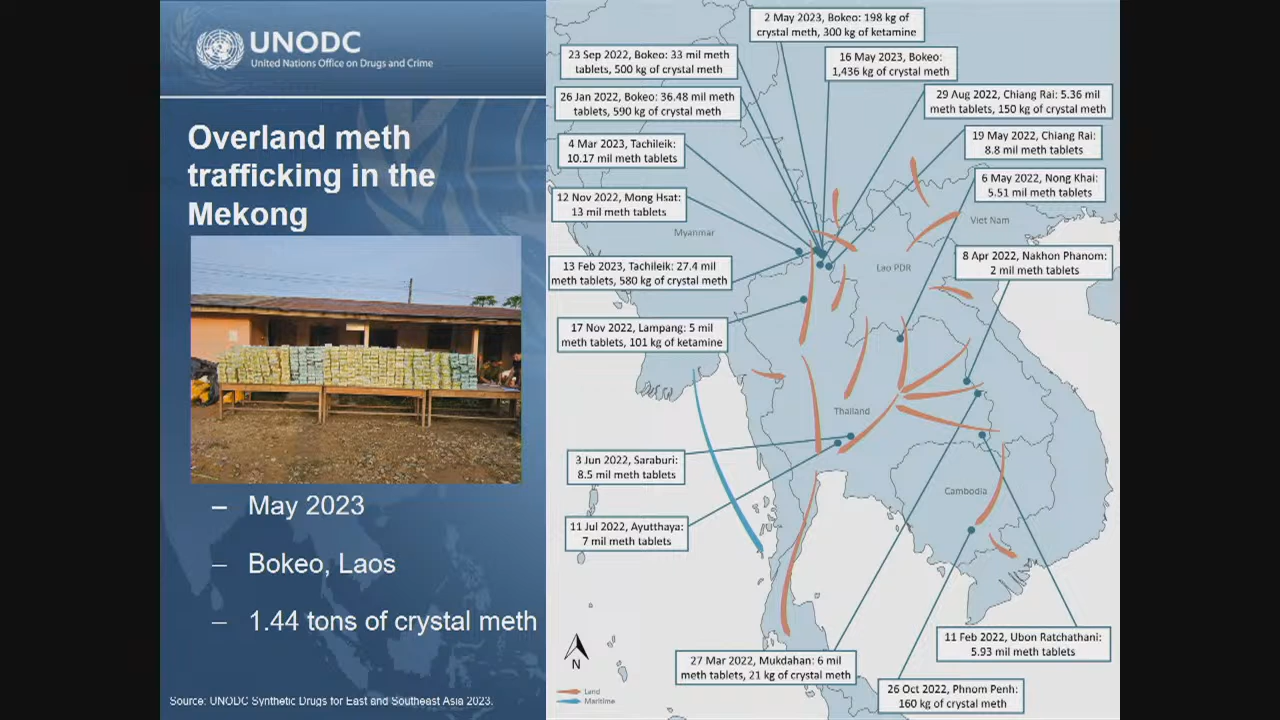 UNODC
United Nations Office on Drugs and Crime
Overland meth
trafficking in the
Mekong
– May 2023
– Bokeo, Laos
– 1.44 tons of crystal meth
Source: UNODC Synthetic Drugs for East and Southeast Asia 2023.
2 May 2023, Bokeo: 198 kg of
crystal meth, 300 kg of ketamine
23 Sep 2022, Bokeo: 33 mil meth
tablets, 500 kg of crystal meth
16 May 2023, Bokeo:
1,436 kg of crystal meth
26 Jan 2022, Bokeo: 36.48 mil meth
tablets, 590 kg of crystal meth
29 Aug 2022, Chiang Rai: 5.36 mil
meth tablets, 150 kg of crystal meth
4 Mar 2023, Tachileik:
10.17 mil meth tablets
19 May 2022, Chiang Rai:
8.8 mil meth tablets
12 Nov 2022, Mong Hsat:
13 mil meth tablets
6 May 2022, Nong Khai:
5.51 mil meth tablets
Myanmar
Viet Nam
Lao PDR
13 Feb 2023, Tachileik: 27.4 mil
meth tablets, 580 kg of crystal meth
8 Apr 2022, Nakhon Phanom:
2 mil meth tablets
17 Nov 2022, Lampang: 5 mil
meth tablets, 101 kg of ketamine
Thailand
3 Jun 2022, Saraburi:
8.5 mil meth tablets
Cambodia
11 Jul 2022, Ayutthaya:
7 mil meth tablets
11 Feb 2022, Ubon Ratchathani:
5.93 mil meth tablets
27 Mar 2022, Mukdahan: 6 mil
meth tablets, 21 kg of crystal meth
26 Oct 2022, Phnom Penh:
160 kg of crystal meth
N
Land
Maritime